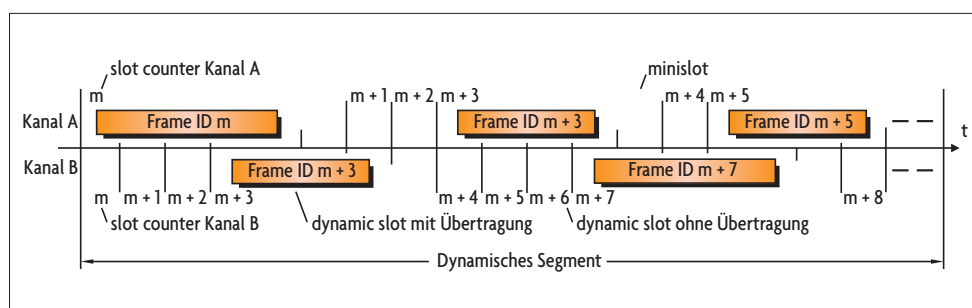 slot counter Kanal A
minislot
m
m + 1
m + 2
m + 3
m + 4
m + 5
Kanal A
Frame ID m
Frame ID m + 3
Frame ID m + 5
t
Kanal B
Frame ID m + 3
Frame ID m + 7
m
m + 1
m + 2
m + 3
m + 4
m + 5
m + 6
m + 7
m + 8
slot counter Kanal B
dynamic slot mit Übertragung
dynamic slot ohne Übertragung
Dynamisches Segment